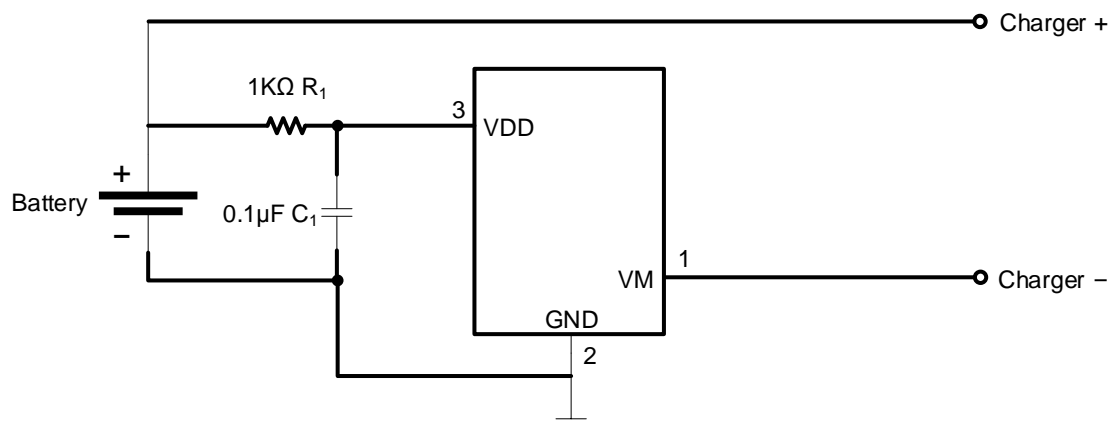 Charger +
1KΩ R₁
3
VDD
+
Battery
0.1µF C₁
−
1
VM
Charger −
GND
2